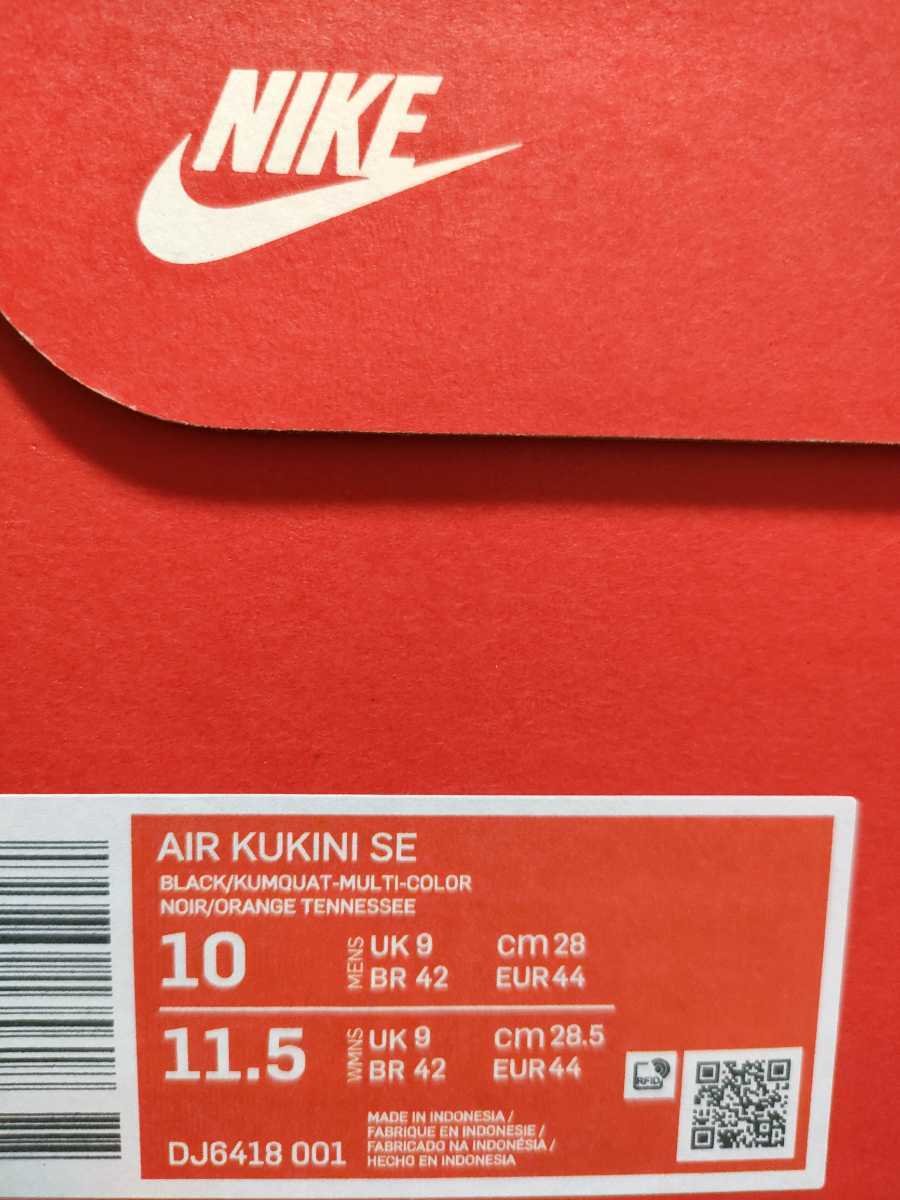 NIKE
AIR KUKINI SE
BLACK/KUMQUAT-MULTI-COLOR
NOIR/ORANGE TENNESSEE
10 MENS UK 9 cm 28
BR 42 EUR 44
11.5 WMNS UK 9 cm 28.5
BR 42 EUR 44
RFID
MADE IN INDONESIA /
FABRIQUE EN INDONESIE /
FABRICADO NA INDONÉSIA /
HECHO EN INDONESIA
DJ6418 001